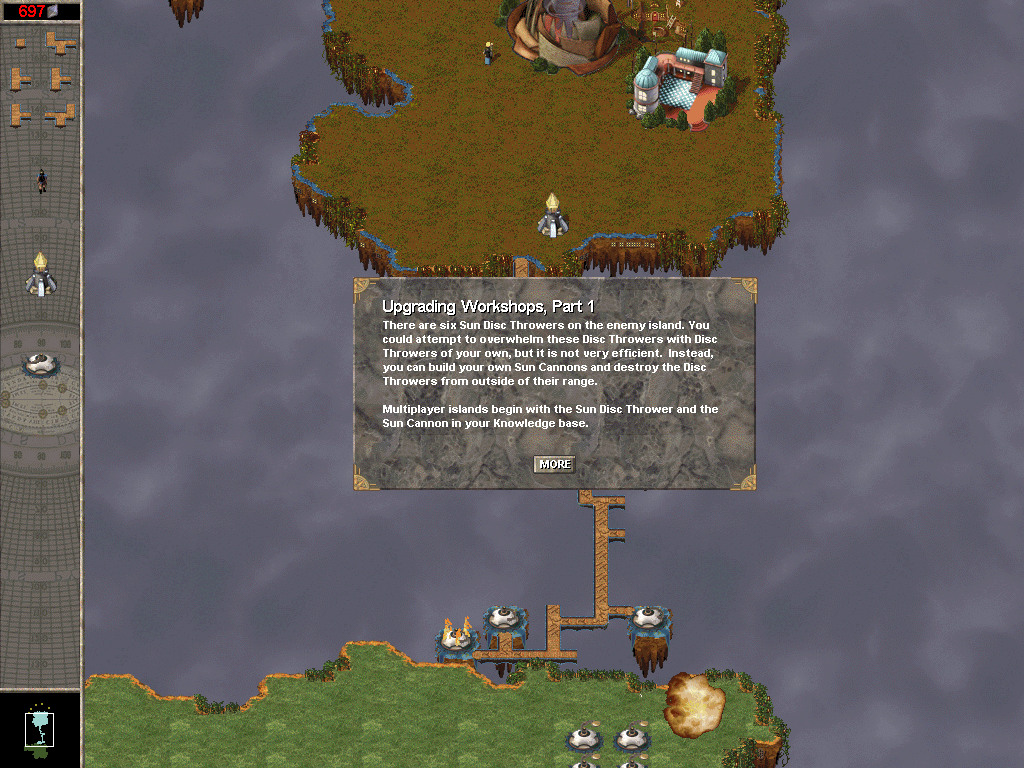 697
Upgrading Workshops, Part 1
There are six Sun Disc Throwers on the enemy island. You
could attempt to overwhelm these Disc Throwers with Disc
Throwers of your own, but it is not very efficient. Instead,
you can build your own Sun Cannons and destroy the Disc
Throwers from outside of their range.
Multiplayer islands begin with the Sun Disc Thrower and the
Sun Cannon in your Knowledge base.
MORE